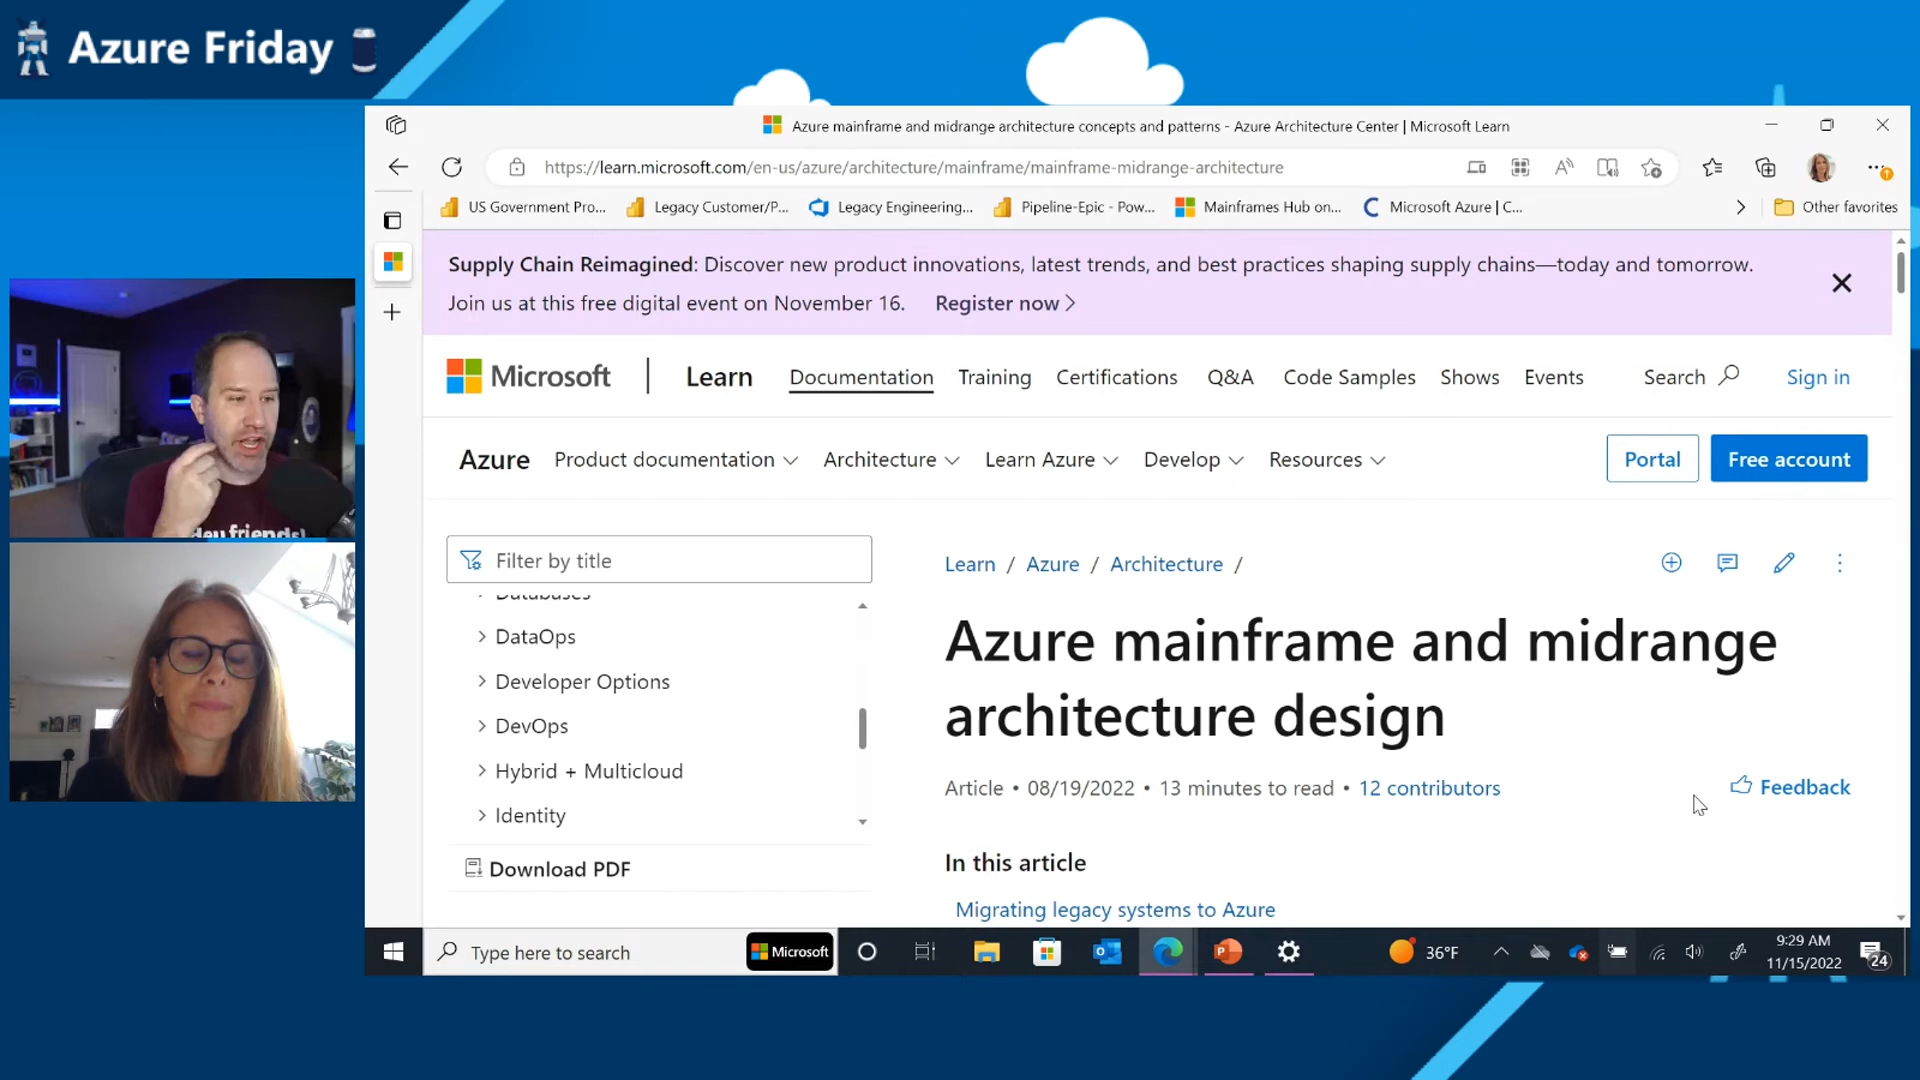 Azure Friday
Azure mainframe and midrange architecture concepts and patterns - Azure Architecture Center | Microsoft Learn
https://learn.microsoft.com/en-us/azure/architecture/mainframe/mainframe-midrange-architecture
US Government Pro... Legacy Customer/P... Legacy Engineering... Pipeline-Epic - Pow... Mainframes Hub on... Microsoft Azure | C... Other favorites
Supply Chain Reimagined: Discover new product innovations, latest trends, and best practices shaping supply chains—today and tomorrow.
Join us at this free digital event on November 16. Register now
Microsoft | Learn Documentation Training Certifications Q&A Code Samples Shows Events Search Sign in
Azure Product documentation Architecture Learn Azure Develop Resources Portal Free account
Filter by title
Databases
DataOps
Developer Options
DevOps
Hybrid + Multicloud
Identity
Download PDF
Learn / Azure / Architecture /
Azure mainframe and midrange
architecture design
Article • 08/19/2022 • 13 minutes to read • 12 contributors
Feedback
In this article
Migrating legacy systems to Azure
dev friends!
Type here to search Microsoft 36°F 9:29 AM
11/15/2022 24